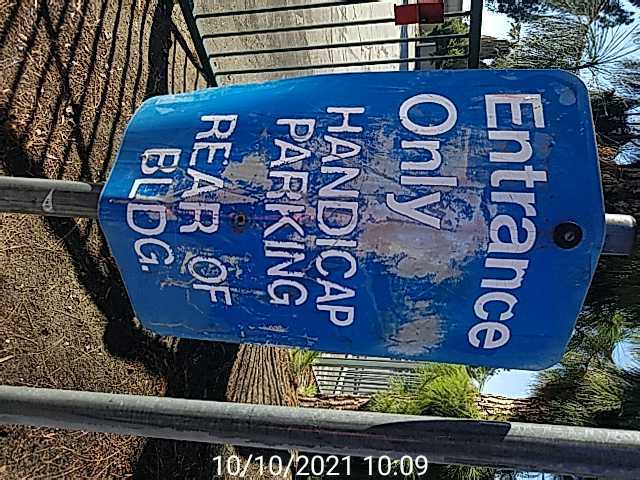 Entrance
Only
HANDICAP
PARKING
REAR OF
BLDG.
10/10/2021 10:09